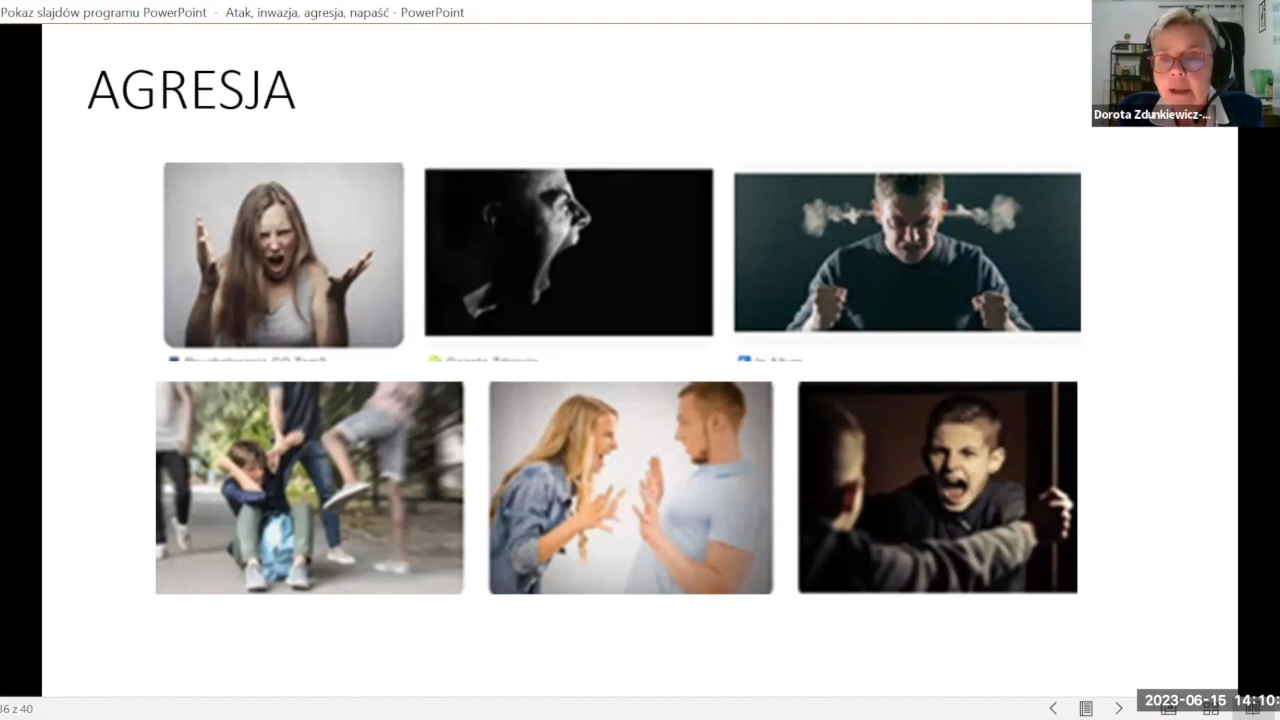 Pokaz slajdów programu PowerPoint - Atak, inwazja, agresja, napaść - PowerPoint
AGRESJA
Dorota Zdunkiewicz-...
36 z 40
2023-06-15 14:10: